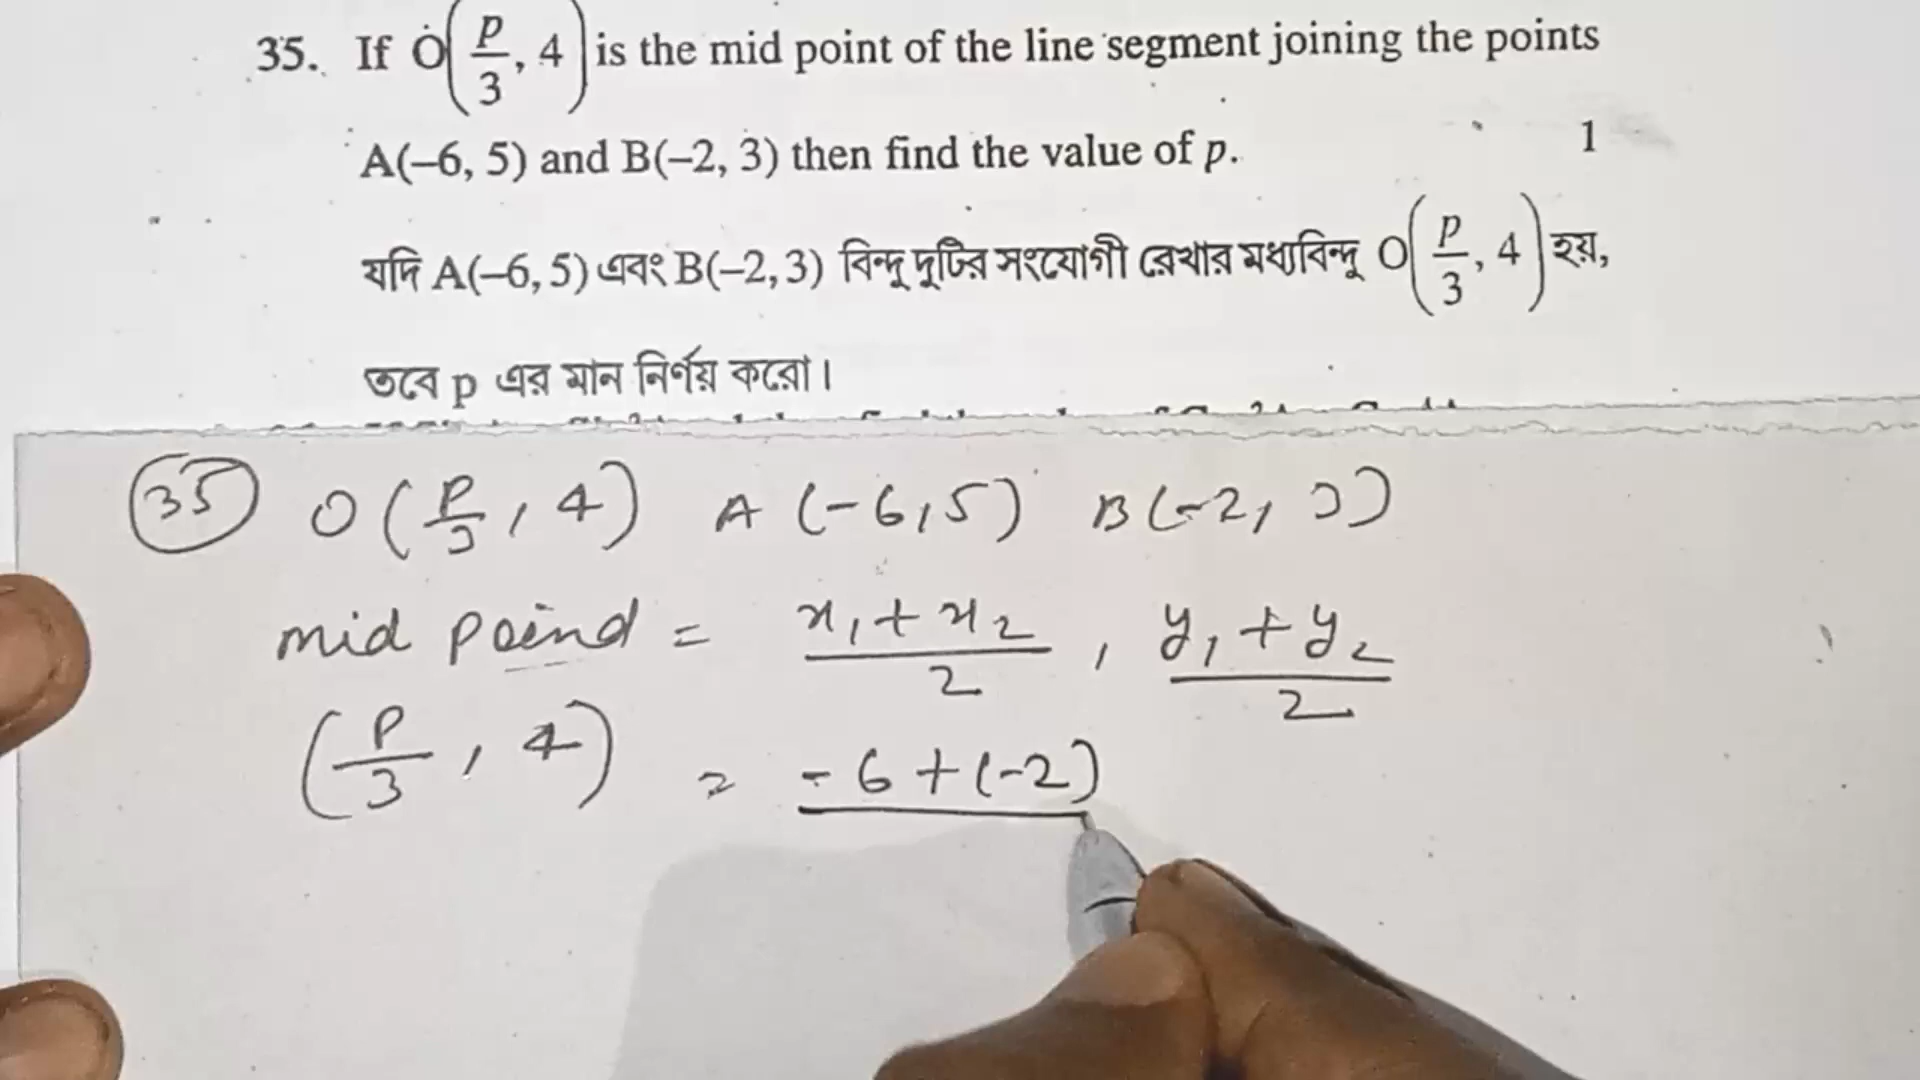 35. If O(p/3, 4) is the mid point of the line segment joining the points
A(–6, 5) and B(–2, 3) then find the value of p. 1
যদি A(–6, 5) এবং B(–2, 3) বিন্দু দুটির সংযোগী রেখার মধ্যবিন্দু O(p/3, 4) হয়,
তবে p এর মান নির্ণয় করো।
35 O(p/3, 4) A(-6,5) B(-2, 3)
mid poind = x₁+x₂/2 , y₁+y₂/2
(p/3, 4) = -6+(-2)